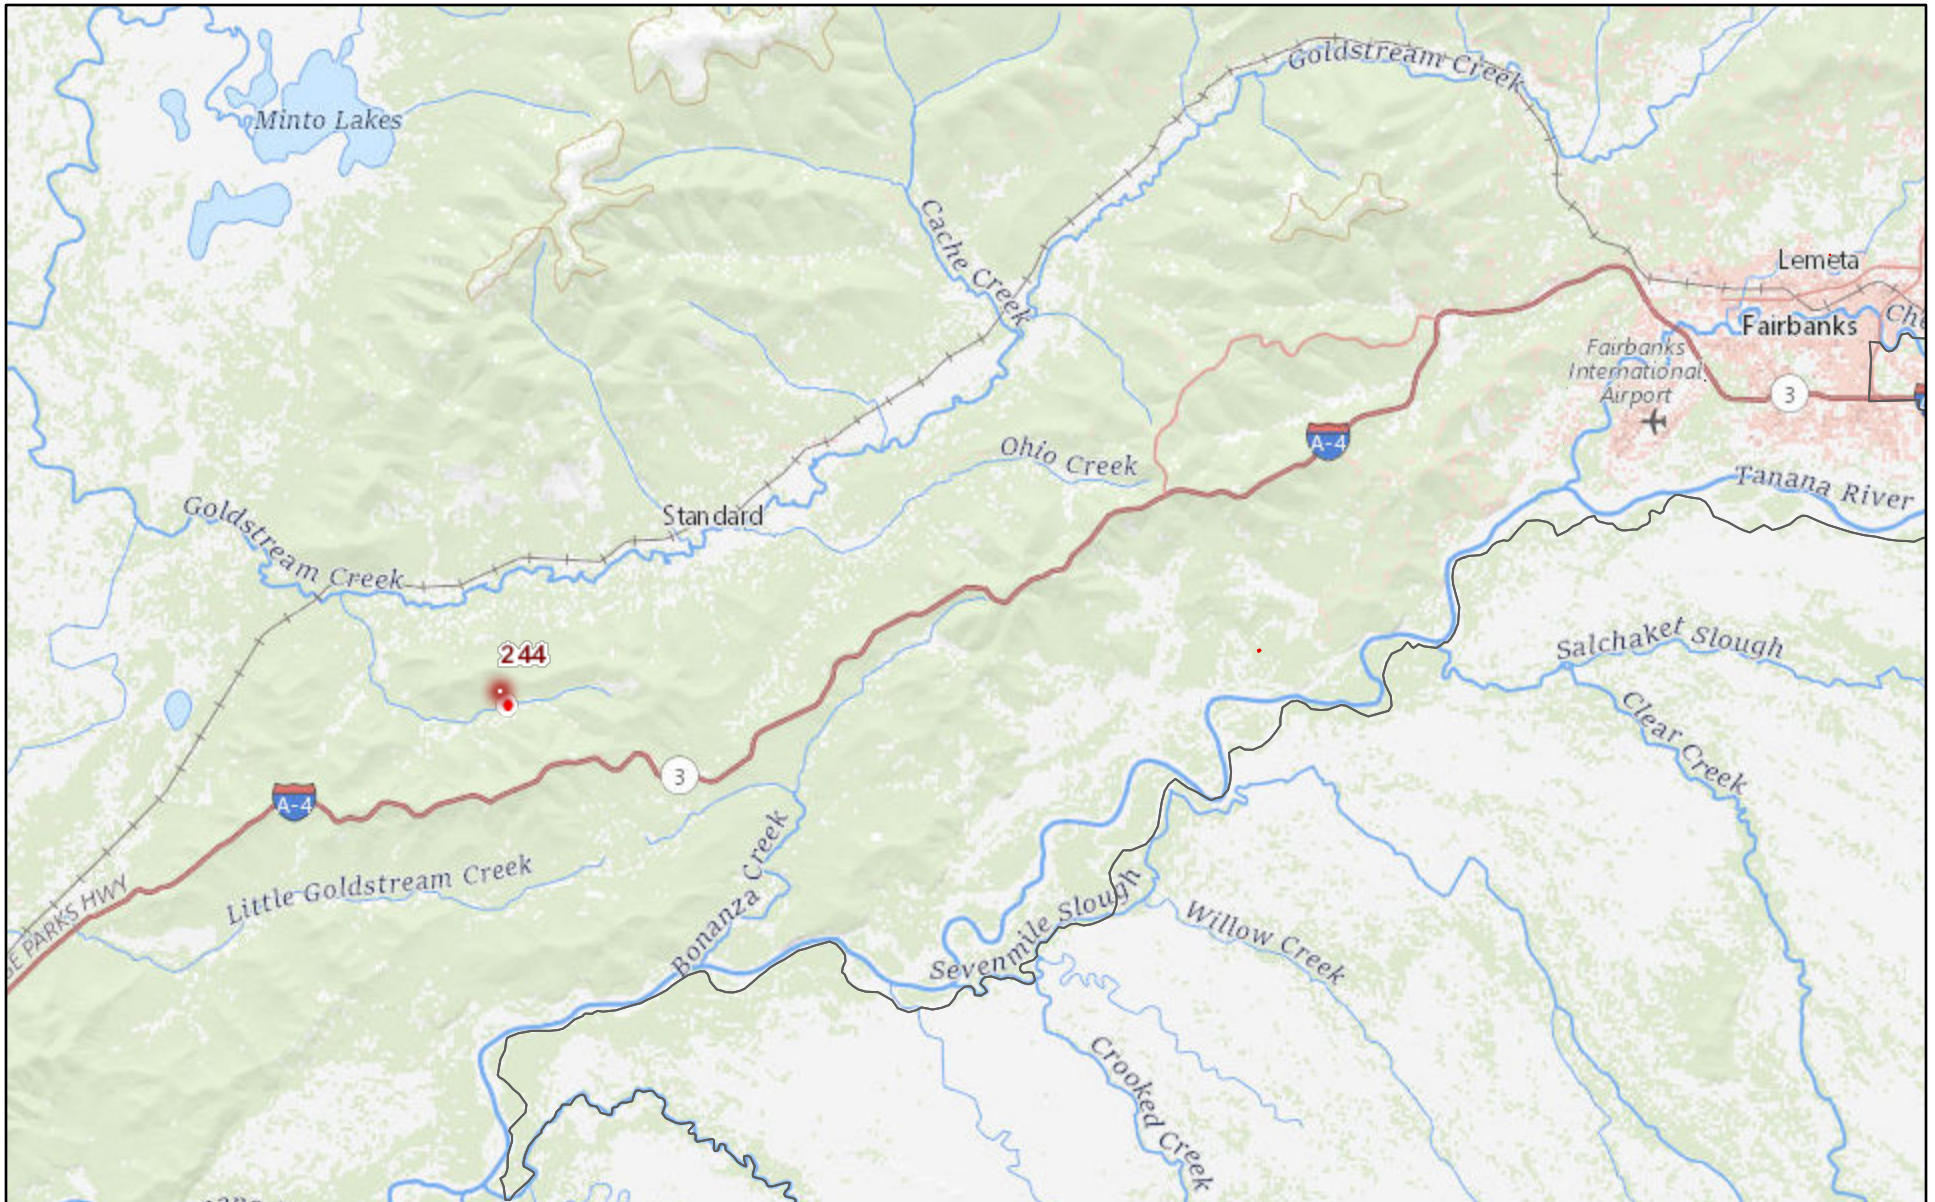 Goldstream Creek
Minto Lakes
Cache Creek
Lemeta
Fairbanks
Fairbanks
International
Airport
3
A-4
Ohio Creek
Tanana River
Goldstream Creek
Standard
Salchaket Slough
244
Clear Creek
3
A-4
PARKS HWY
Little Goldstream Creek
Bonanza Creek
Sevenmile Slough
Willow Creek
Crooked Creek